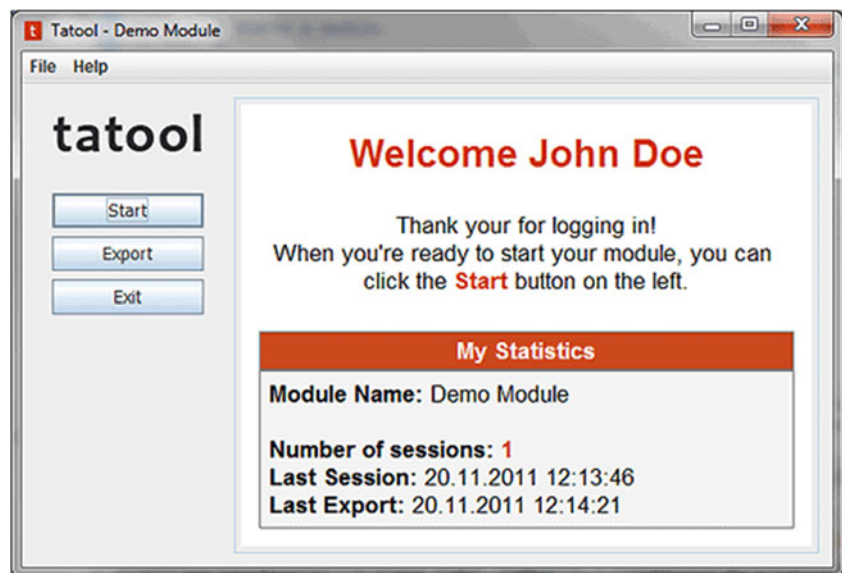 t Tatool - Demo Module
File Help
tatool
Start
Export
Exit
Welcome John Doe
Thank your for logging in!
When you're ready to start your module, you can
click the Start button on the left.
My Statistics
Module Name: Demo Module
Number of sessions: 1
Last Session: 20.11.2011 12:13:46
Last Export: 20.11.2011 12:14:21